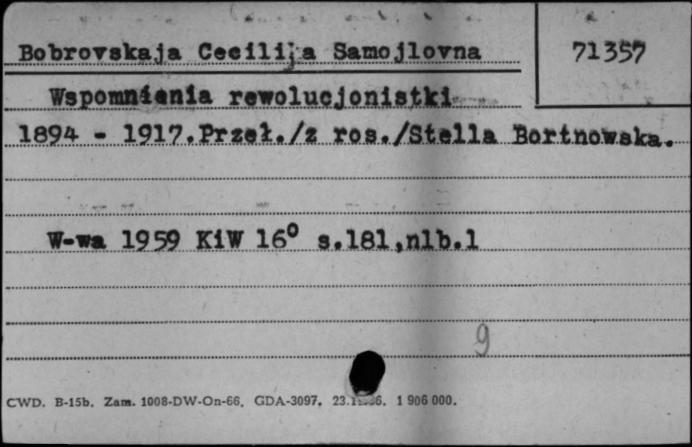 Bobrovskaja Cecilija Samojlovna 71357
Wspomnienia rewolucjonistki
1894 - 1917.Przeł./z ros./Stella Bortnowska.
W-wa 1959 KiW 16° s.181,nlb.1
9
CWD. B-15b. Zam. 1008-DW-On-66. GDA-3097. 1 906 000.